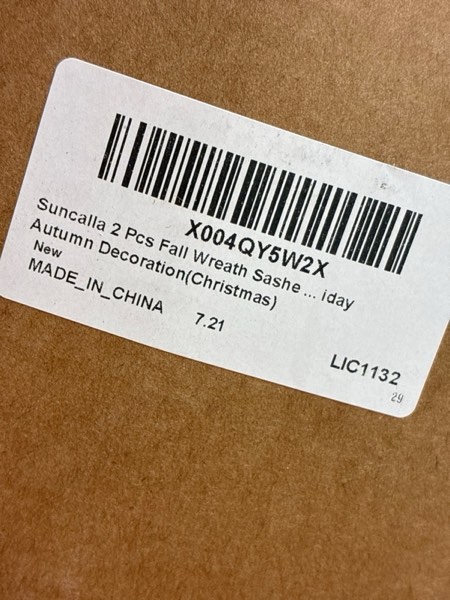 X004QY5W2X
Suncalla 2 Pcs Fall Wreath Sashe ... iday
Autumn Decoration(Christmas)
New
MADE_IN_CHINA 7.21
LIC1132
29